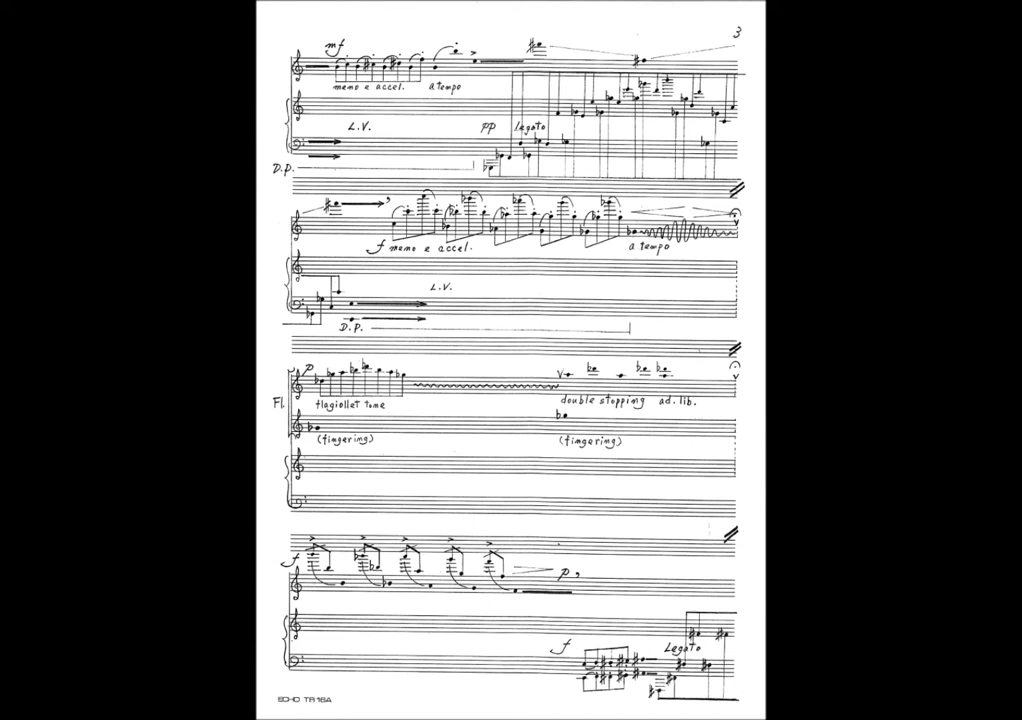 3
mf
meno e accel. a tempo
L.V. pp legato
D.p.
f meno e accel. a tempo
L.V.
D.P.
p
Fl. flagiollet tone double stopping ad. lib.
(fingering) (fingering)
f p,
f Legato
ECHO TR 18A